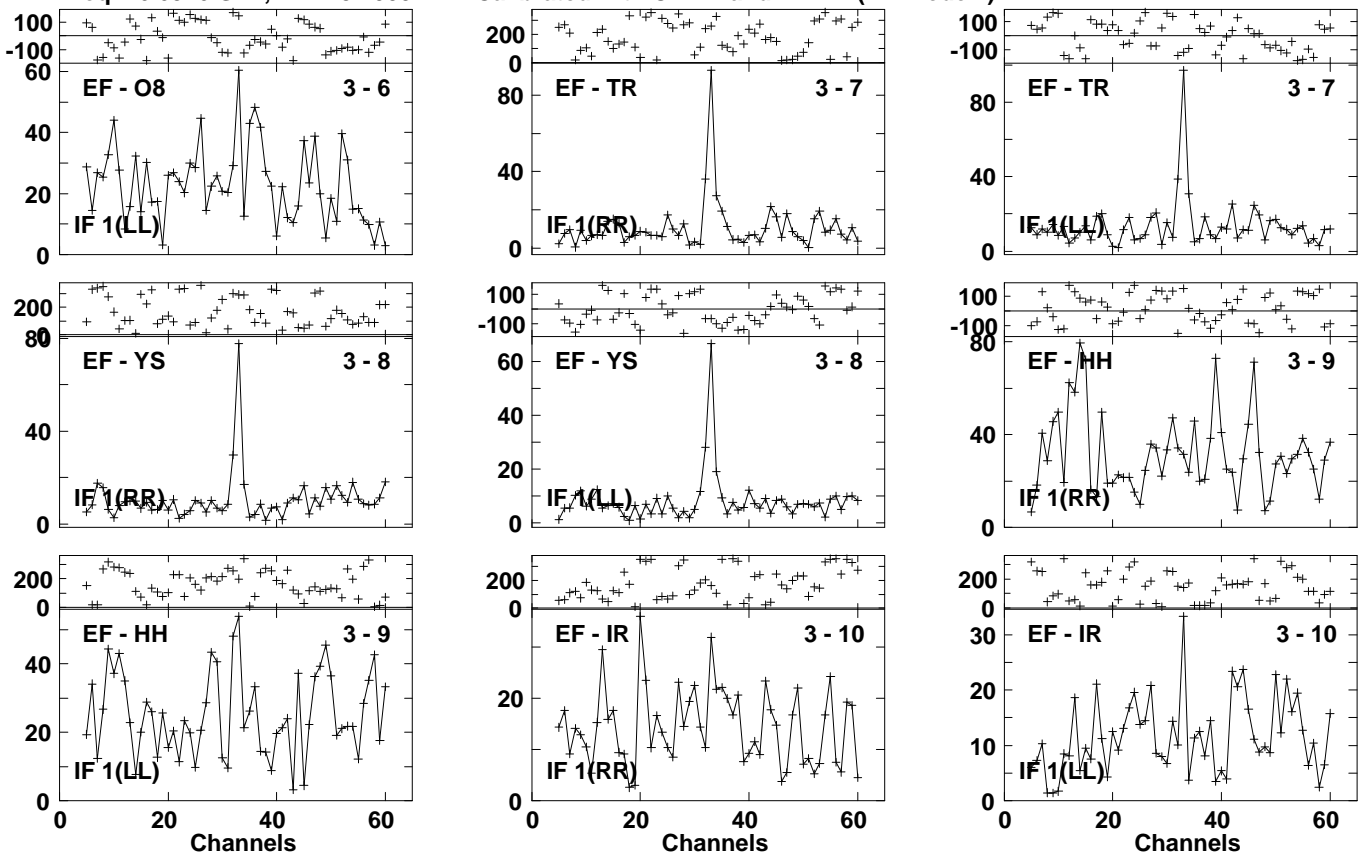 100
-100
60
40
20
0
EF - O8 3 - 6
IF 1(LL)
200
0
80
40
0
EF - TR 3 - 7
IF 1(RR)
100
-100
80
40
0
EF - TR 3 - 7
IF 1(LL)
200
0
80
40
0
EF - YS 3 - 8
IF 1(RR)
100
-100
60
40
20
0
EF - YS 3 - 8
IF 1(LL)
100
-100
80
40
0
EF - HH 3 - 9
IF 1(RR)
200
0
40
20
0
EF - HH 3 - 9
IF 1(LL)
200
0
20
0
EF - IR 3 - 10
IF 1(RR)
200
0
30
20
10
0
EF - IR 3 - 10
IF 1(LL)
0 20 40 60
Channels
0 20 40 60
Channels
0 20 40 60
Channels